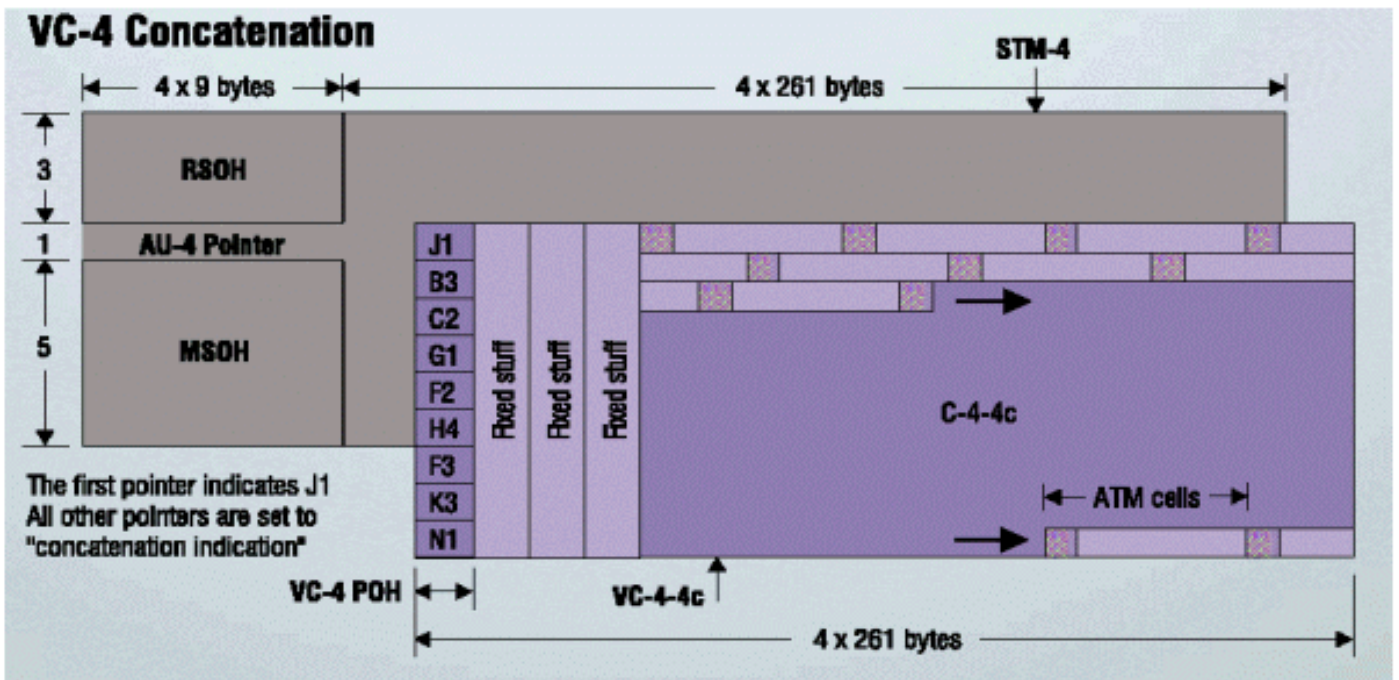 VC-4 Concatenation
STM-4
4 x 9 bytes
4 x 261 bytes
3
RSOH
1
AU-4 Pointer
5
MSOH
J1
B3
C2
G1
F2
H4
F3
K3
N1
Fixed stuff
Fixed stuff
Fixed stuff
C-4-4c
ATM cells
The first pointer indicates J1
All other pointers are set to
"concatenation indication"
VC-4 POH
VC-4-4c
4 x 261 bytes